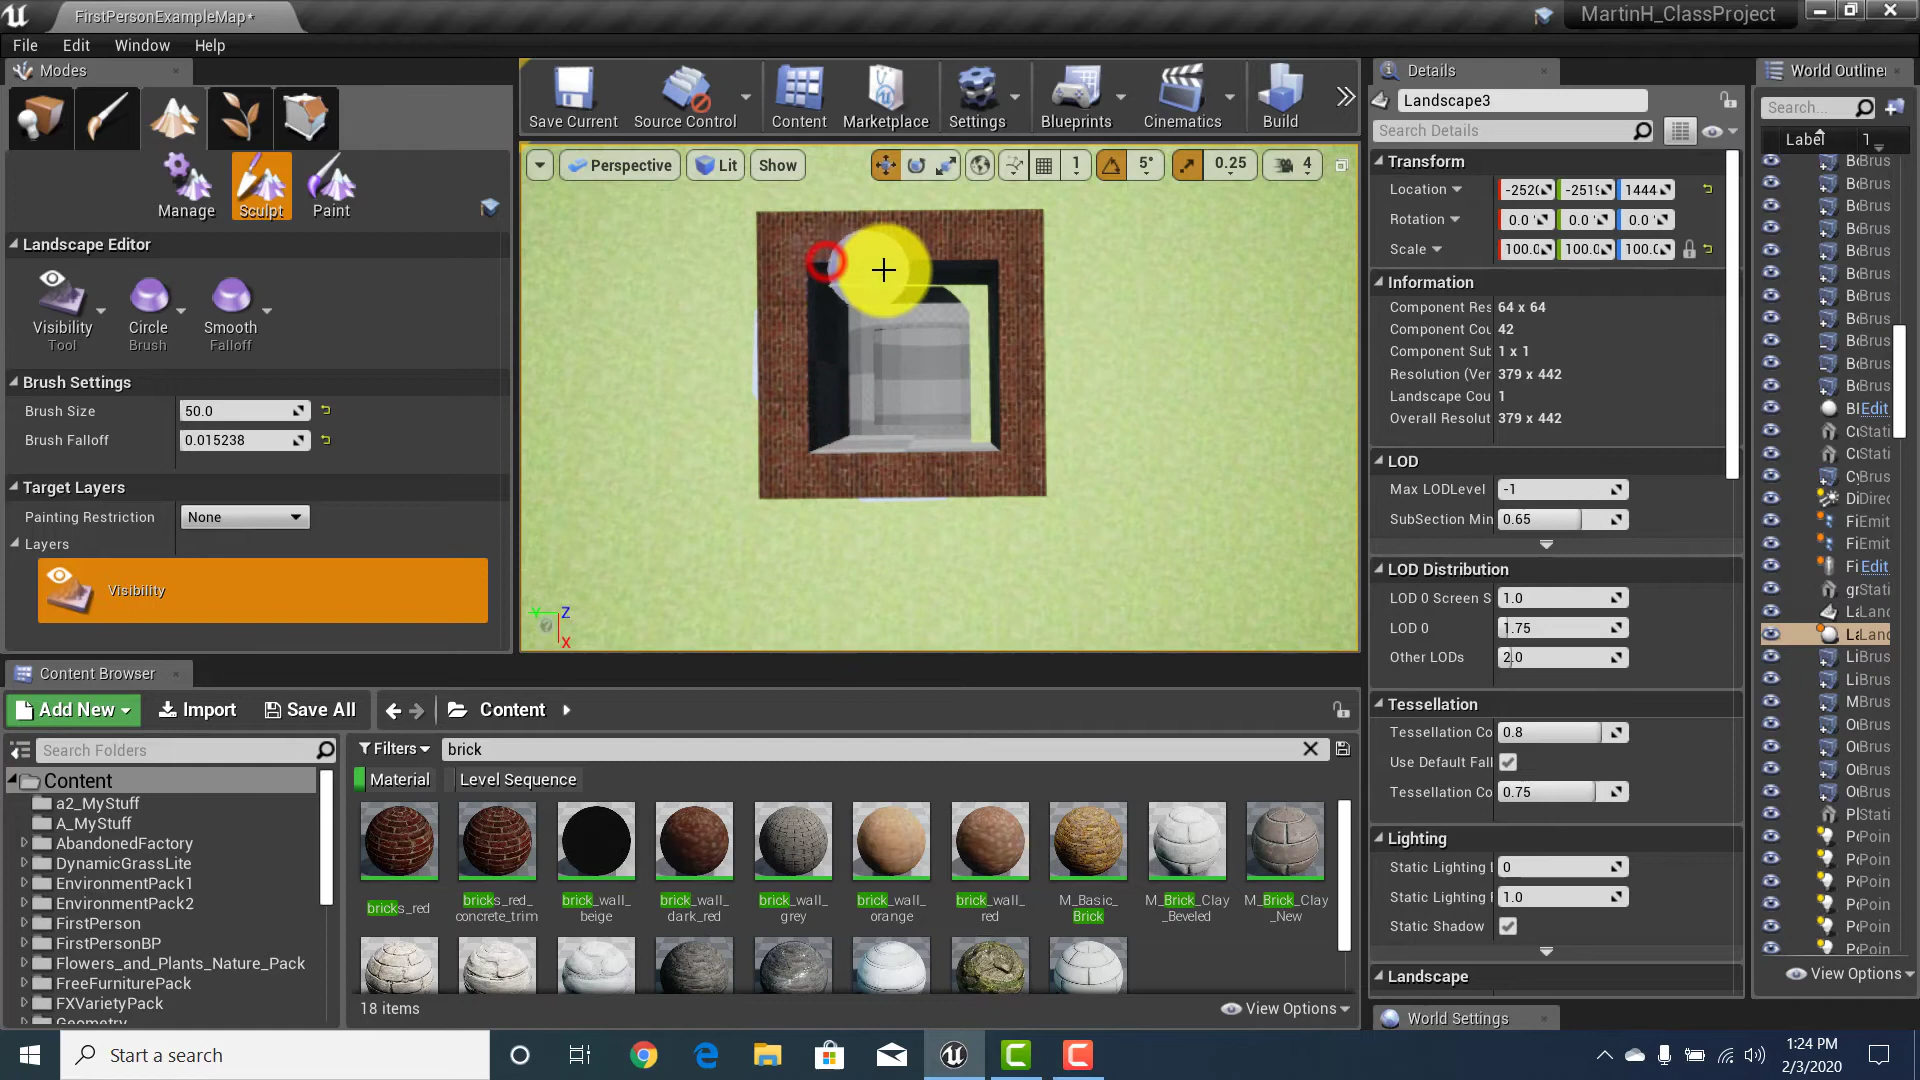 FirstPersonExampleMap*
MartinH_ClassProject
File Edit Window Help
Modes
Manage Sculpt Paint
Landscape Editor
Visibility Circle Smooth
Tool Brush Falloff
Brush Settings
Brush Size 50.0
Brush Falloff 0.015238
Target Layers
Painting Restriction None
Layers
Visibility
Save Current Source Control Content Marketplace Settings Blueprints Cinematics Build
Perspective Lit Show 1 5° 0.25 4
Y Z
X
Details
Landscape3
Search Details
Transform
Location -252( -2519 1444
Rotation 0.0 ° 0.0 ° 0.0 °
Scale 100.( 100.( 100.(
Information
Component Res 64 x 64
Component Cou 42
Component Sub 1 x 1
Resolution (Ver 379 x 442
Landscape Cou 1
Overall Resolut 379 x 442
LOD
Max LODLevel -1
SubSection Min 0.65
LOD Distribution
LOD 0 Screen S 1.0
LOD 0 1.75
Other LODs 2.0
Tessellation
Tessellation Co 0.8
Use Default Fall
Tessellation Co 0.75
Lighting
Static Lighting 0
Static Lighting 1.0
Static Shadow
Landscape
World Settings
World Outliner
Search...
Label
Edit
Edit
View Options
Content Browser
Add New Import Save All Content
Search Folders
Filters brick
Material Level Sequence
Content
a2_MyStuff
A_MyStuff
AbandonedFactory
DynamicGrassLite
EnvironmentPack1
EnvironmentPack2
FirstPerson
FirstPersonBP
Flowers_and_Plants_Nature_Pack
FreeFurniturePack
FXVarietyPack
Geometry
bricks_red
bricks_red_
concrete_trim
brick_wall_
beige
brick_wall_
dark_red
brick_wall_
grey
brick_wall_
orange
brick_wall_
red
M_Basic_
Brick
M_Brick_Clay
_Beveled
M_Brick_Clay
_New
18 items
View Options
Start a search
1:24 PM
2/3/2020